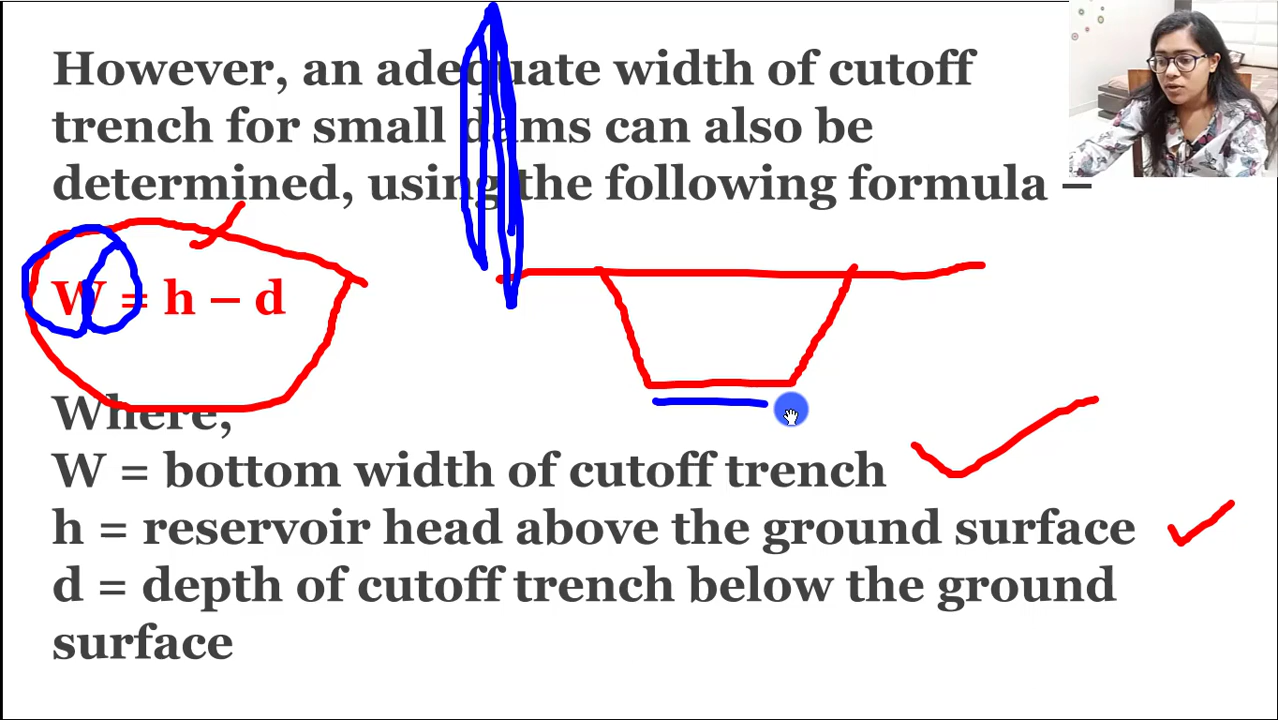 However, an adequate width of cutoff
trench for small dams can also be
determined, using the following formula –
W = h – d
Where,
W = bottom width of cutoff trench
h = reservoir head above the ground surface
d = depth of cutoff trench below the ground
surface